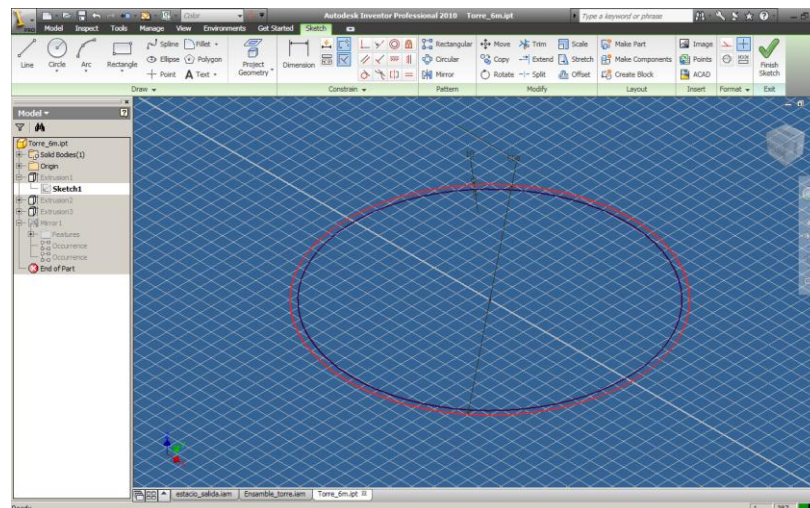 Color
Autodesk Inventor Professional 2010 Torre_6m.ipt
Type a keyword or phrase
PRO
Model Inspect Tools Manage View Environments Get Started Sketch
Line
Circle
Arc
Rectangle
Spline Fillet
Ellipse Polygon
Point A Text
Project Geometry
Dimension
Rectangular
Circular
Mirror
Move Trim Scale
Copy Extend Stretch
Rotate Split Offset
Make Part
Make Components
Create Block
Image
Points
ACAD
Finish Sketch
Draw Constrain Pattern Modify Layout Insert Format Exit
Model
Torre_6m.ipt
Solid Bodies(1)
Origin
Extrusion1
Sketch1
Extrusion2
Extrusion3
Mirror1
Features
Occurrence
Occurrence
End of Part
estacio_salida.iam Ensamble_torre.iam Torre_6m.ipt
Ready